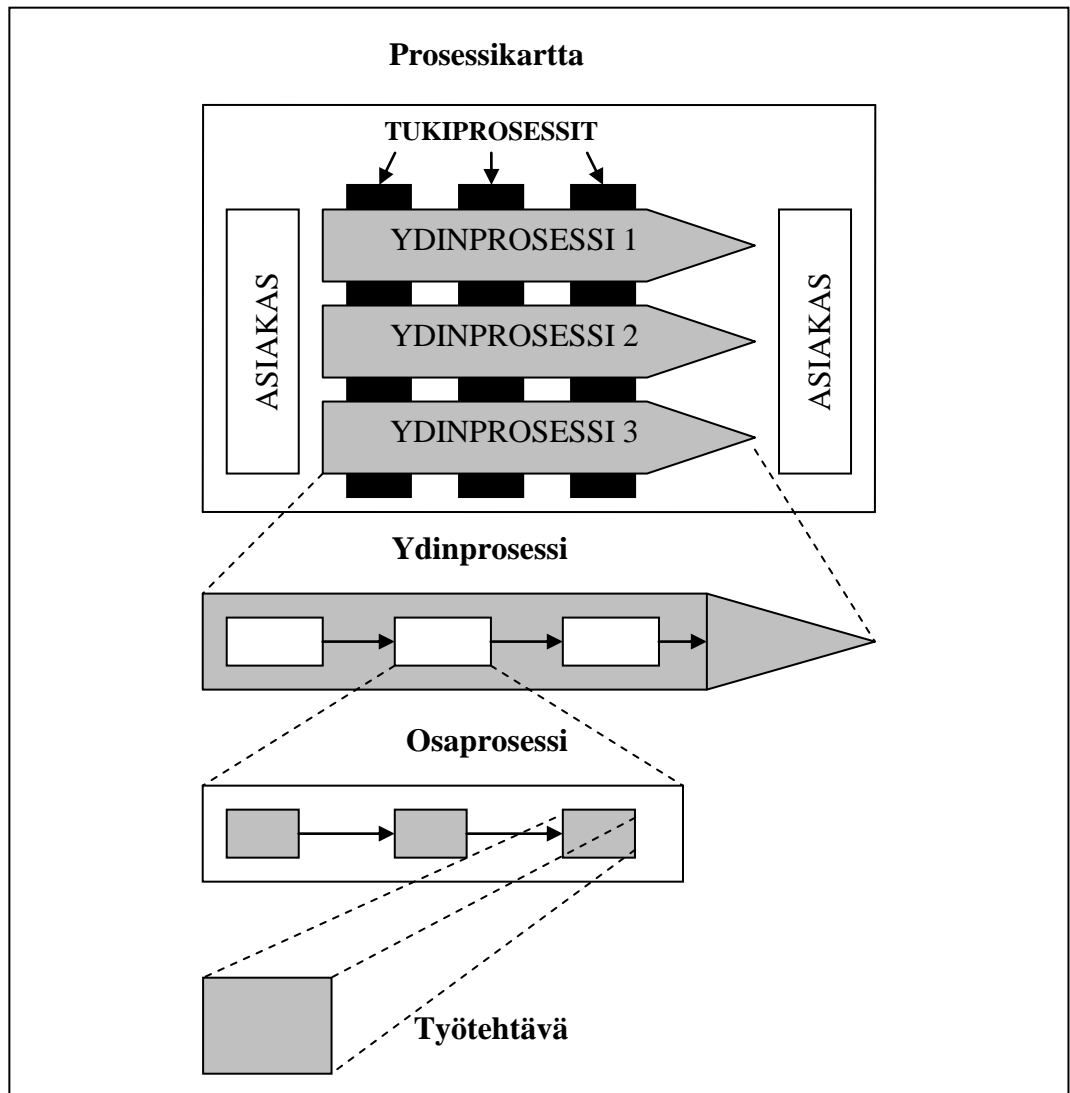 Prosessikartta
TUKIPROSESSIT
ASIAKAS
YDINPROSESSI 1
YDINPROSESSI 2
YDINPROSESSI 3
ASIAKAS
Ydinprosessi
Osaprosessi
Työtehtävä